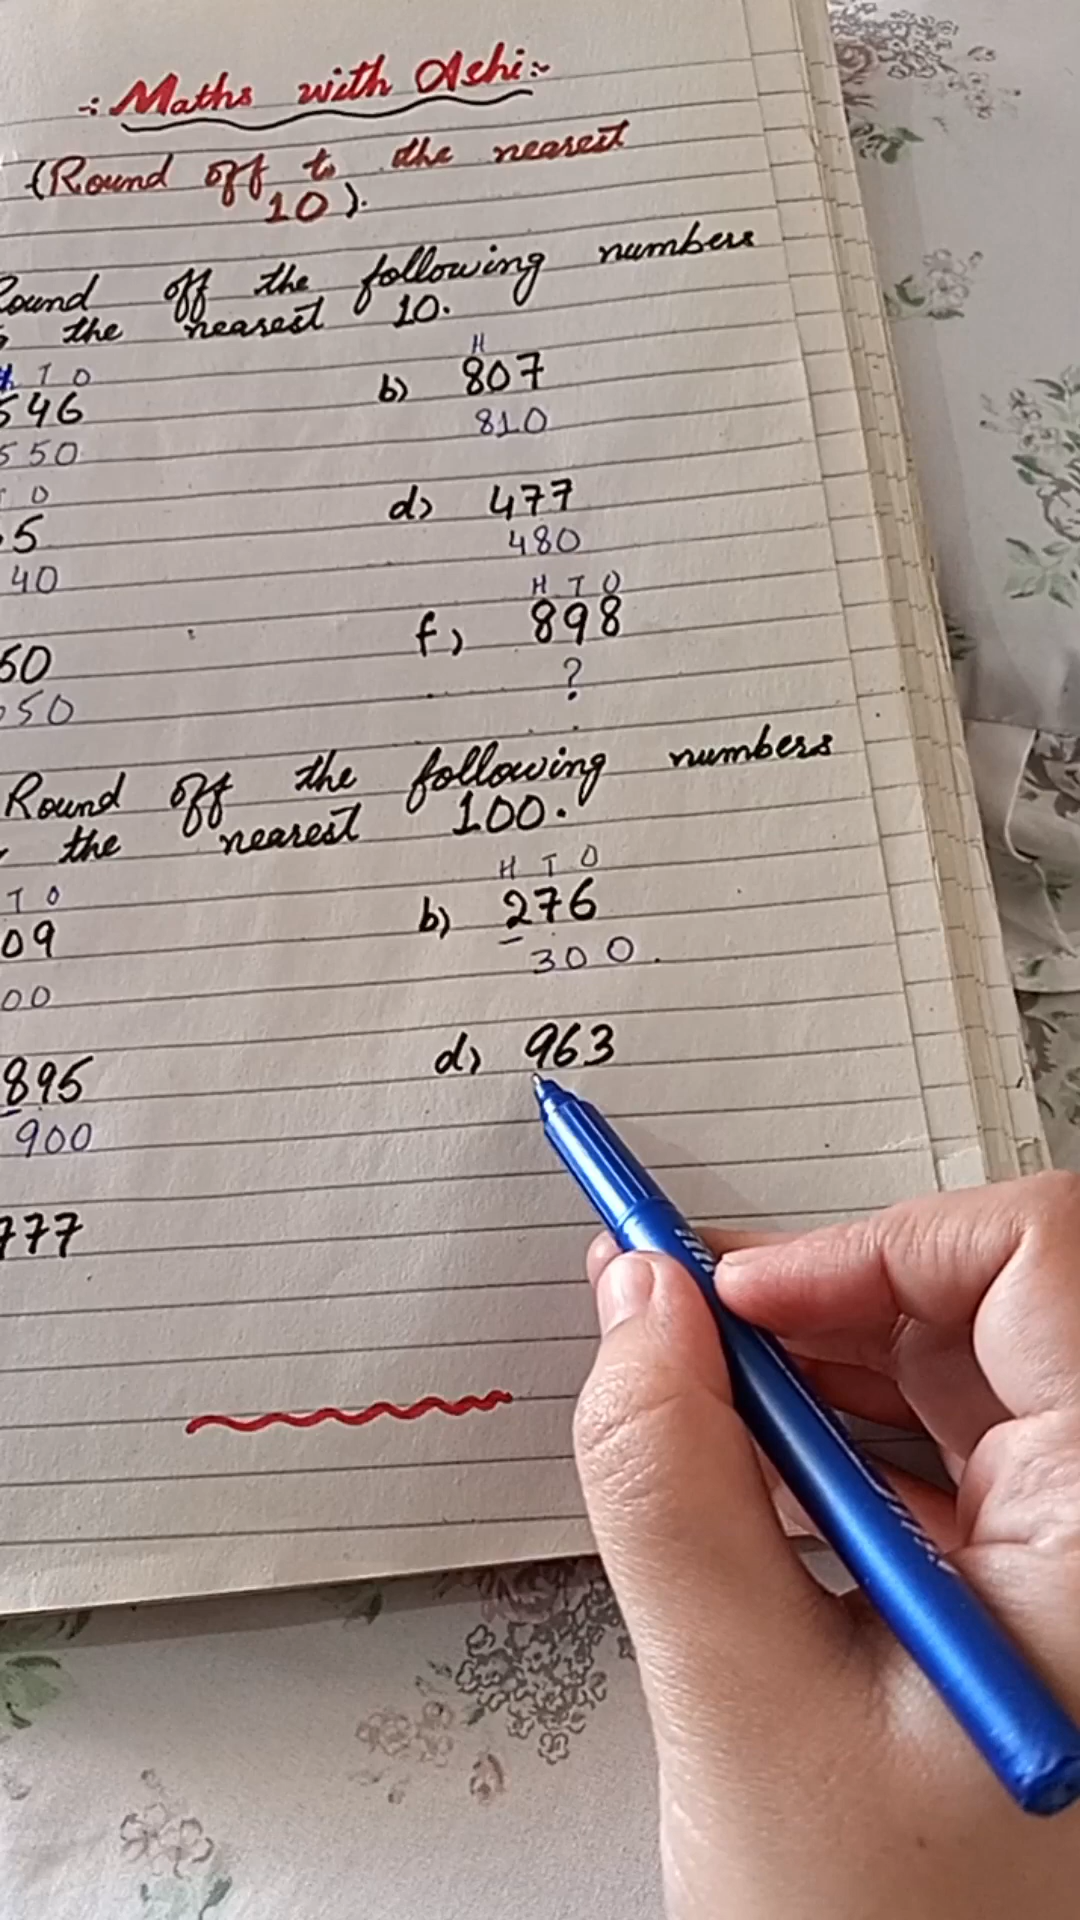 -: Maths with Ashi:-
(Round off to the nearest
10).
Round off the following numbers
the nearest 10.
T O H
546 b) 807
550 810
O
5 d) 477
40 480
H T O
50 f) 898
50 ?
Round off the following numbers
the nearest 100.
T O H T O
09 b) 276
00 300.
895 d) 963
900
777